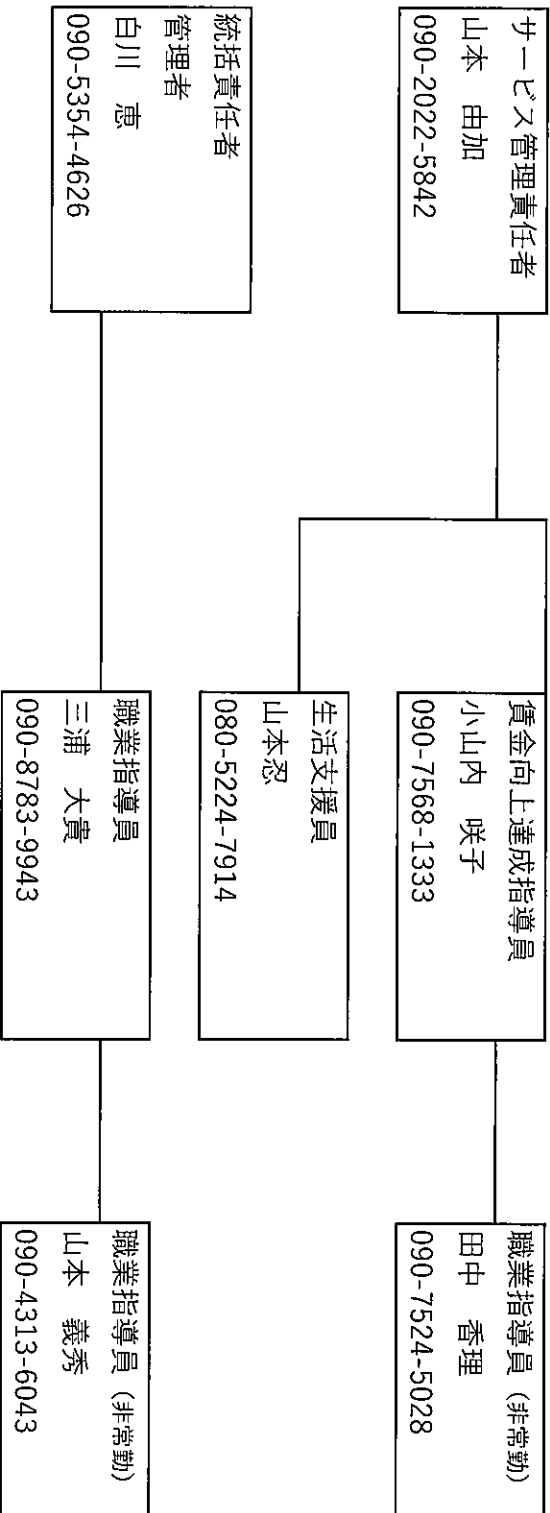 サービス管理責任者
山本　由加
090-2022-5842
賃金向上達成指導員
小山内　咲子
090-7568-1333
職業指導員（非常勤）
田中　香理
090-7524-5028
生活支援員
山本忍
080-5224-7914
統括責任者
管理者
白川　恵
090-5354-4626
職業指導員
三浦　大貴
090-8783-9943
職業指導員（非常勤）
山本　義秀
090-4313-6043